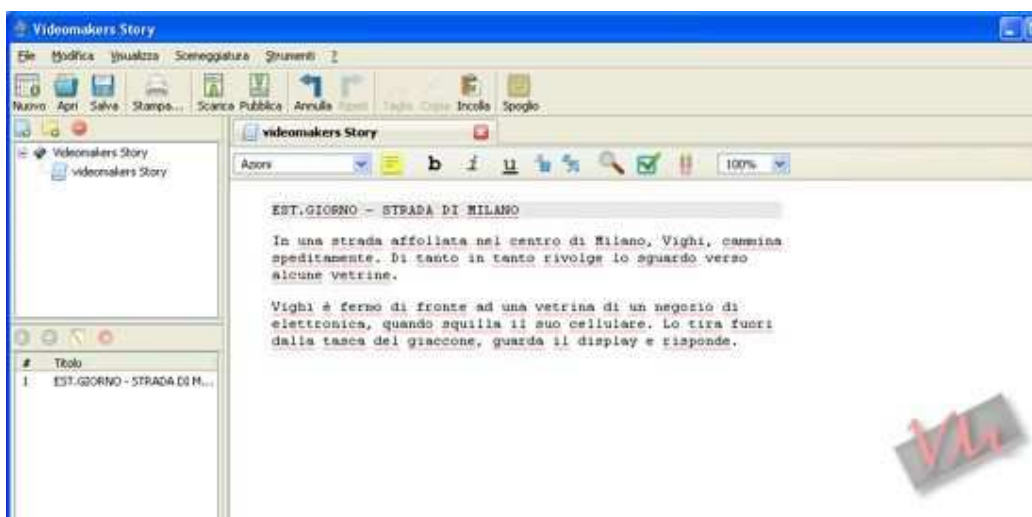 Videomakers Story
File Modifica Visualizza Sceneggiatura Strumenti ?
Nuovo Apri Salva Stampa... Scarica Pubblica Annulla Ripeti Taglia Copia Incolla Spoglio
videomakers Story
Videomakers Story
videomakers Story
Azioni b i u 100%
EST.GIORNO - STRADA DI MILANO
In una strada affollata nel centro di Milano, Vighi, cammina
speditamente. Di tanto in tanto rivolge lo sguardo verso
alcune vetrine.
Vighi è fermo di fronte ad una vetrina di un negozio di
elettronica, quando squilla il suo cellulare. Lo tira fuori
dalla tasca del giaccone, guarda il display e risponde.
# Titolo
1 EST.GIORNO - STRADA DI M...